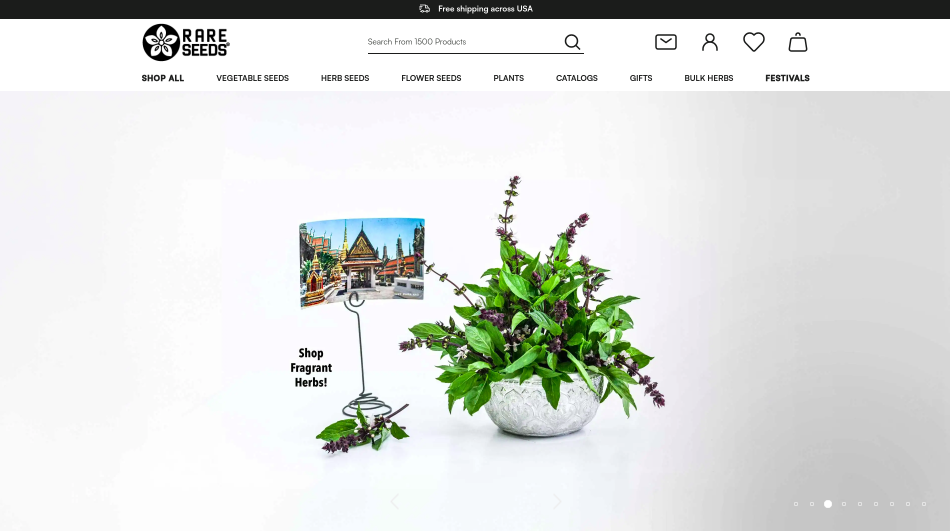 Free shipping across USA
RARE
SEEDS
Search From 1500 Products
SHOP ALL
VEGETABLE SEEDS
HERB SEEDS
FLOWER SEEDS
PLANTS
CATALOGS
GIFTS
BULK HERBS
FESTIVALS
Shop
Fragrant
Herbs!